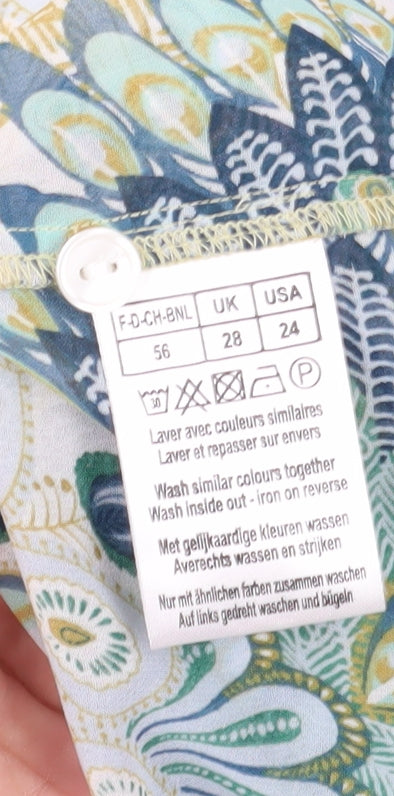 F-D-CH-BNL UK USA
56 28 24
30 P
Laver avec couleurs similaires
Laver et repasser sur envers
Wash similar colours together
Wash inside out - iron on reverse
Met gelijkaardige kleuren wassen
Averechts wassen en strijken
Nur mit ähnlichen farben zusammen waschen
Auf links gedreht waschen und bügeln